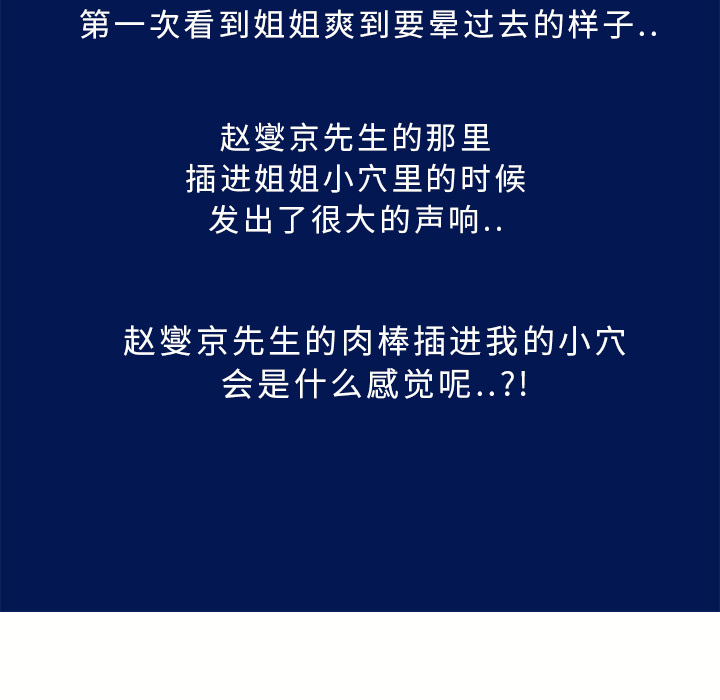 第一次看到姐姐爽到要晕过去的样子..
赵燮京先生的那里
插进姐姐小穴里的时候
发出了很大的声响..
赵燮京先生的肉棒插进我的小穴
会是什么感觉呢..?!